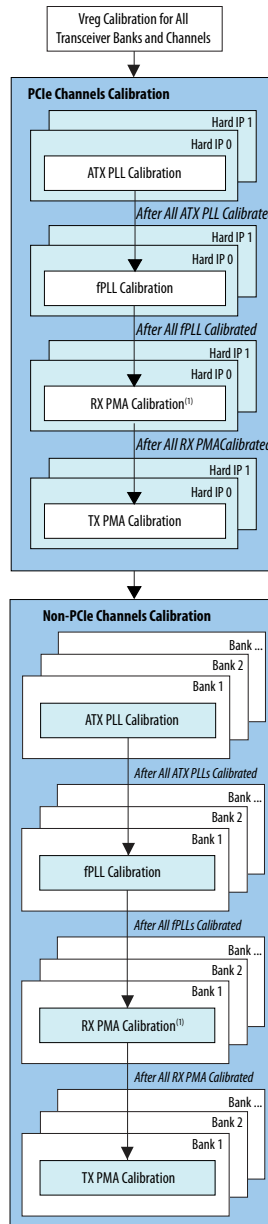 Vreg Calibration for All
Transceiver Banks and Channels
PCIe Channels Calibration
Hard IP 1
Hard IP 0
ATX PLL Calibration
After All ATX PLL Calibrate
Hard IP 1
Hard IP 0
fPLL Calibration
After All fPLL Calibrated
Hard IP 1
Hard IP 0
RX PMA Calibration(1)
After All RX PMACalibrated
Hard IP 1
Hard IP 0
TX PMA Calibration
Non-PCIe Channels Calibration
Bank ...
Bank 2
Bank 1
ATX PLL Calibration
After All ATX PLLs Calibrated
Bank ...
Bank 2
Bank 1
fPLL Calibration
After All fPLLs Calibrated
Bank ...
Bank 2
Bank 1
RX PMA Calibration(1)
After All RX PMA Calibrated
Bank ...
Bank 2
Bank 1
TX PMA Calibration